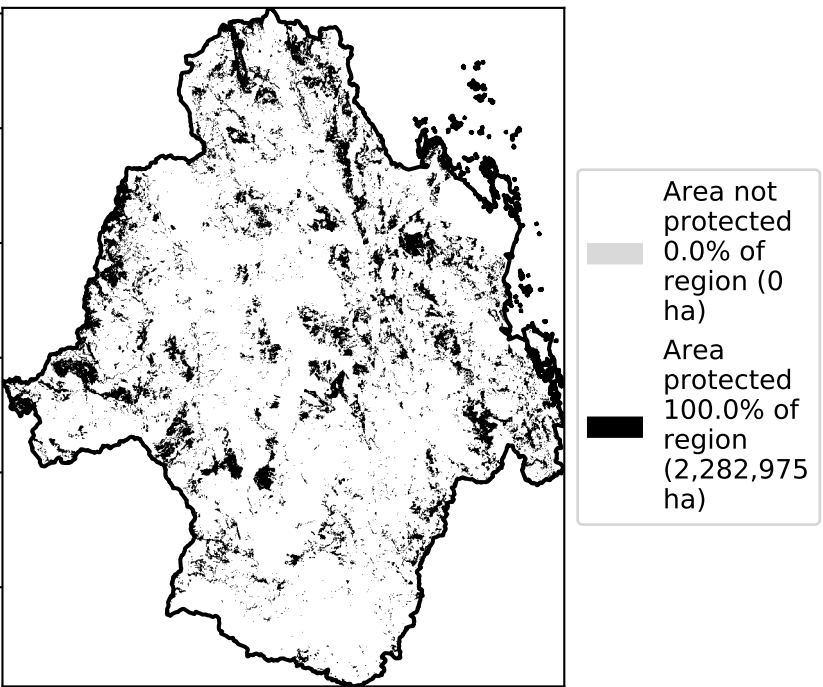 Area not
protected
0.0% of
region (0
ha)
Area
protected
100.0% of
region
(2,282,975
ha)